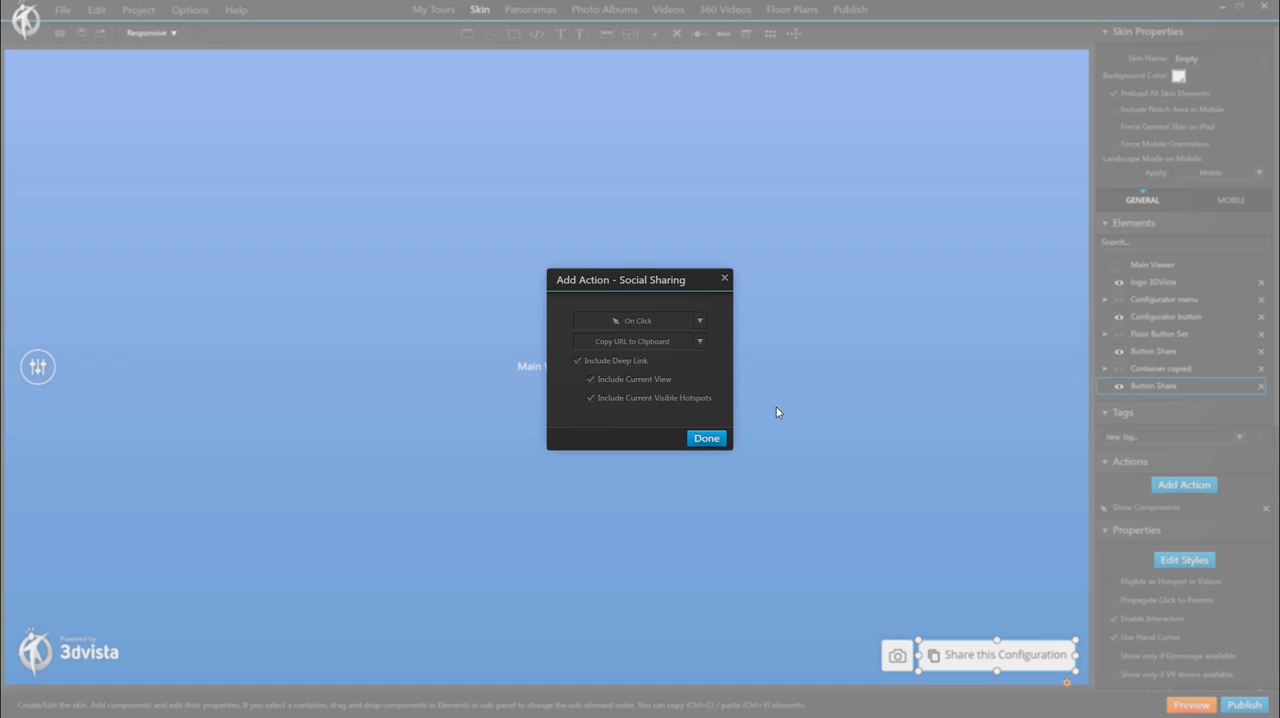 File Edit Project Options Help
My Tours Skin Panoramas Photo Albums Videos 360 Videos Floor Plans Publish
Responsive
Skin Properties
Skin Name: Empty
Background Color:
Preload All Skin Elements
Include Notch Area in Mobile
Force General Skin on iPad
Force Mobile Orientation
Landscape Mode on Mobile:
Apply: Mobile
GENERAL MOBILE
Elements
Search...
Main Viewer
logo 3DVista
Configurator menu
Configurator button
Floor Button Set
Button Share
Container copied
Button Share
Tags
New Tag...
Actions
Add Action
Show Components
Properties
Edit Styles
Eligible as Hotspot in Videos
Propagate Click to Parents
Enable Interaction
Use Hand Cursor
Show only if Gyroscope available
Show only if VR device available
Main V
Add Action - Social Sharing
On Click
Copy URL to Clipboard
Include Deep Link
Include Current View
Include Current Visible Hotspots
Done
Powered by
3dvista
Share this Configuration
Create/Edit the skin. Add components and edit their properties. If you select a container, drag and drop components in Elements in sub-panel to change the sub-element order. You can copy (Ctrl+C) / paste (Ctrl+V) elements.
Preview Publish